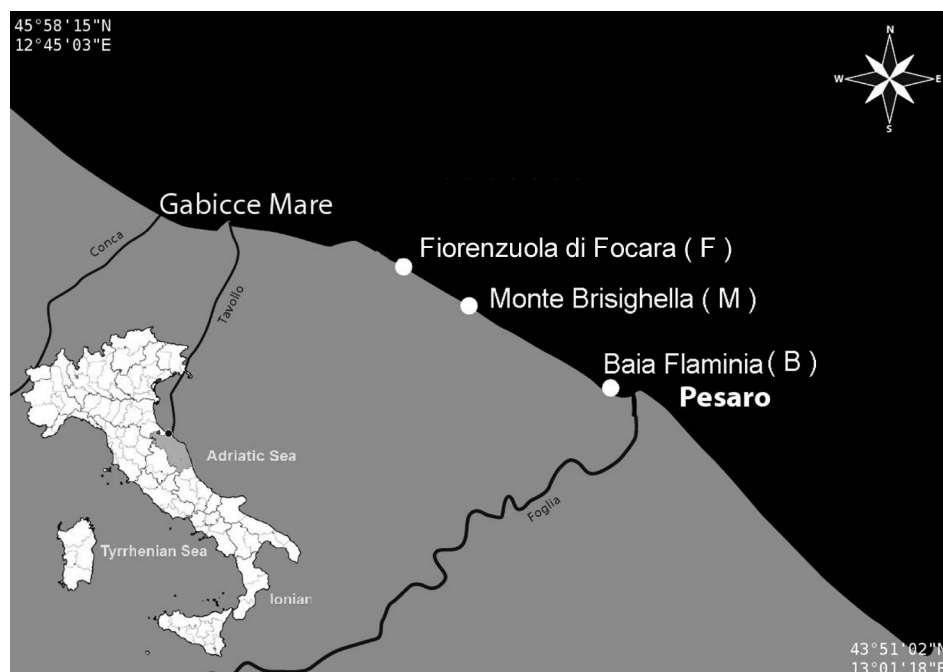 45°58'15"N
12°45'03"E
N
W
E
S
Gabicce Mare
Conca
Fiorenzuola di Focara ( F )
Tavollo
Monte Brisighella ( M )
Baia Flaminia ( B )
Pesaro
Adriatic Sea
Foglia
Tyrrhenian Sea
Ionian
43°51'02"N
13°01'18"E